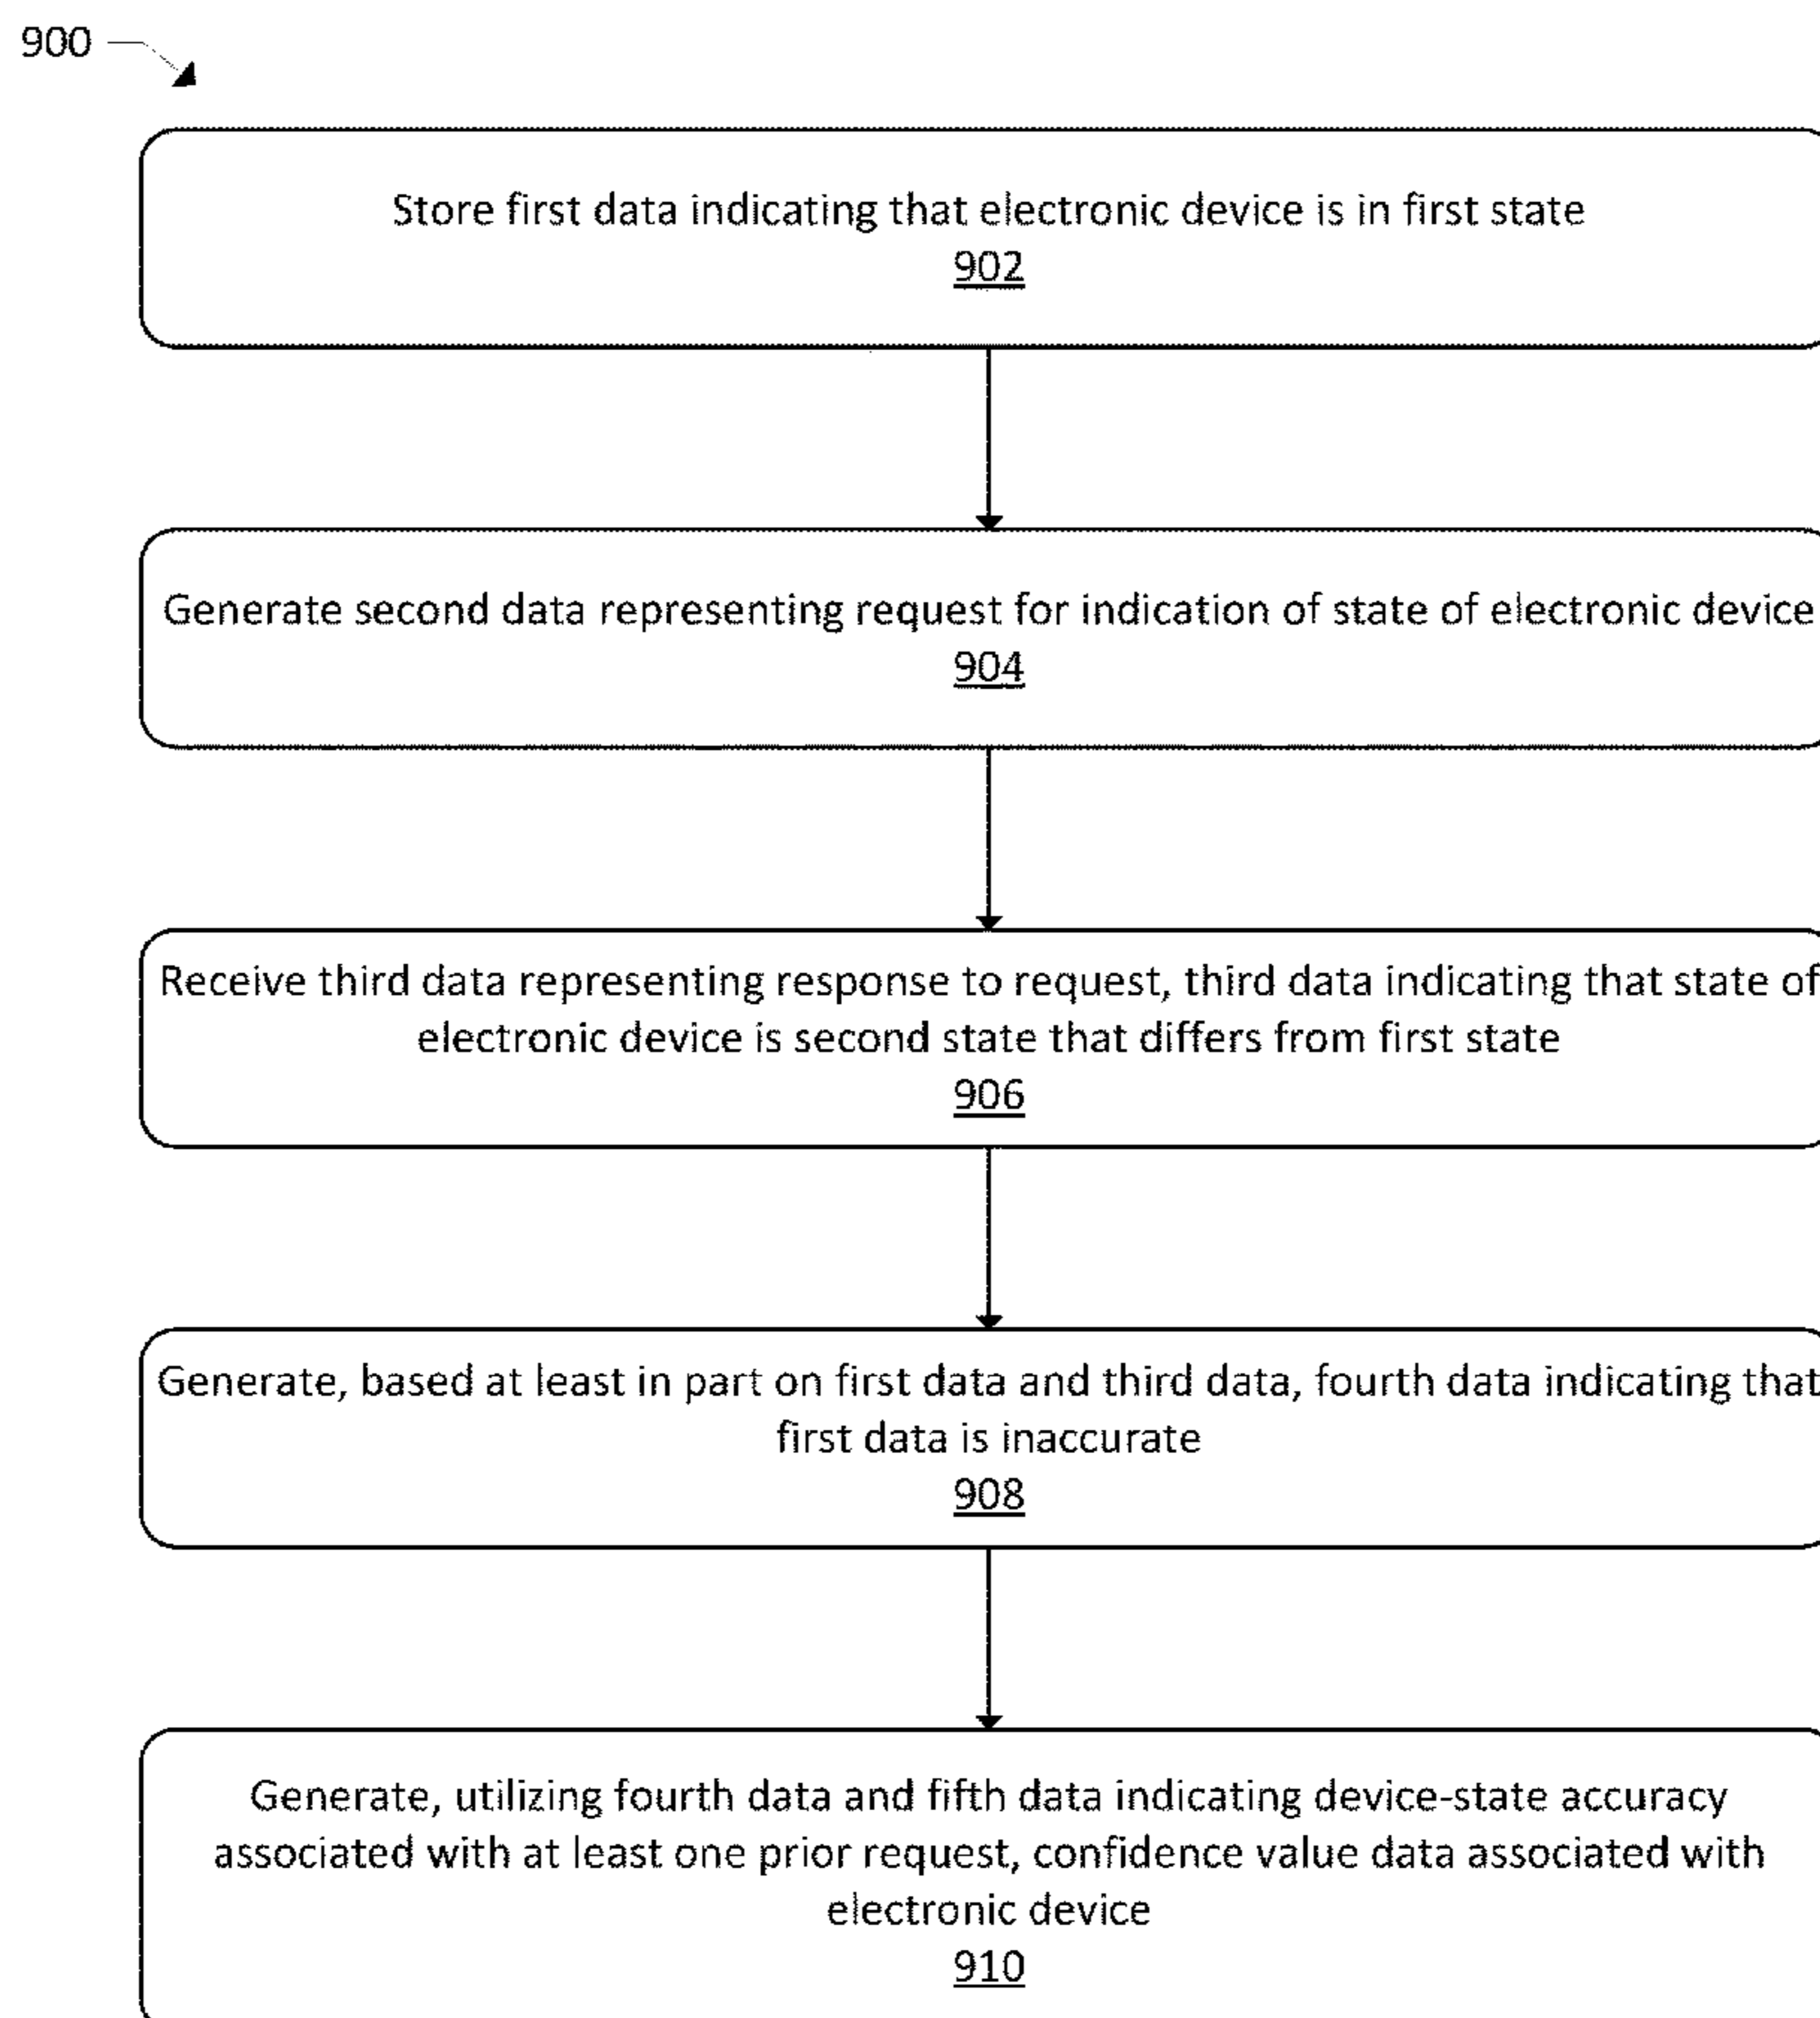 900
Store first data indicating that electronic device is in first state
902
Generate second data representing request for indication of state of electronic device
904
Receive third data representing response to request, third data indicating that state of
electronic device is second state that differs from first state
906
Generate, based at least in part on first data and third data, fourth data indicating that
first data is inaccurate
908
Generate, utilizing fourth data and fifth data indicating device-state accuracy
associated with at least one prior request, confidence value data associated with
electronic device
910